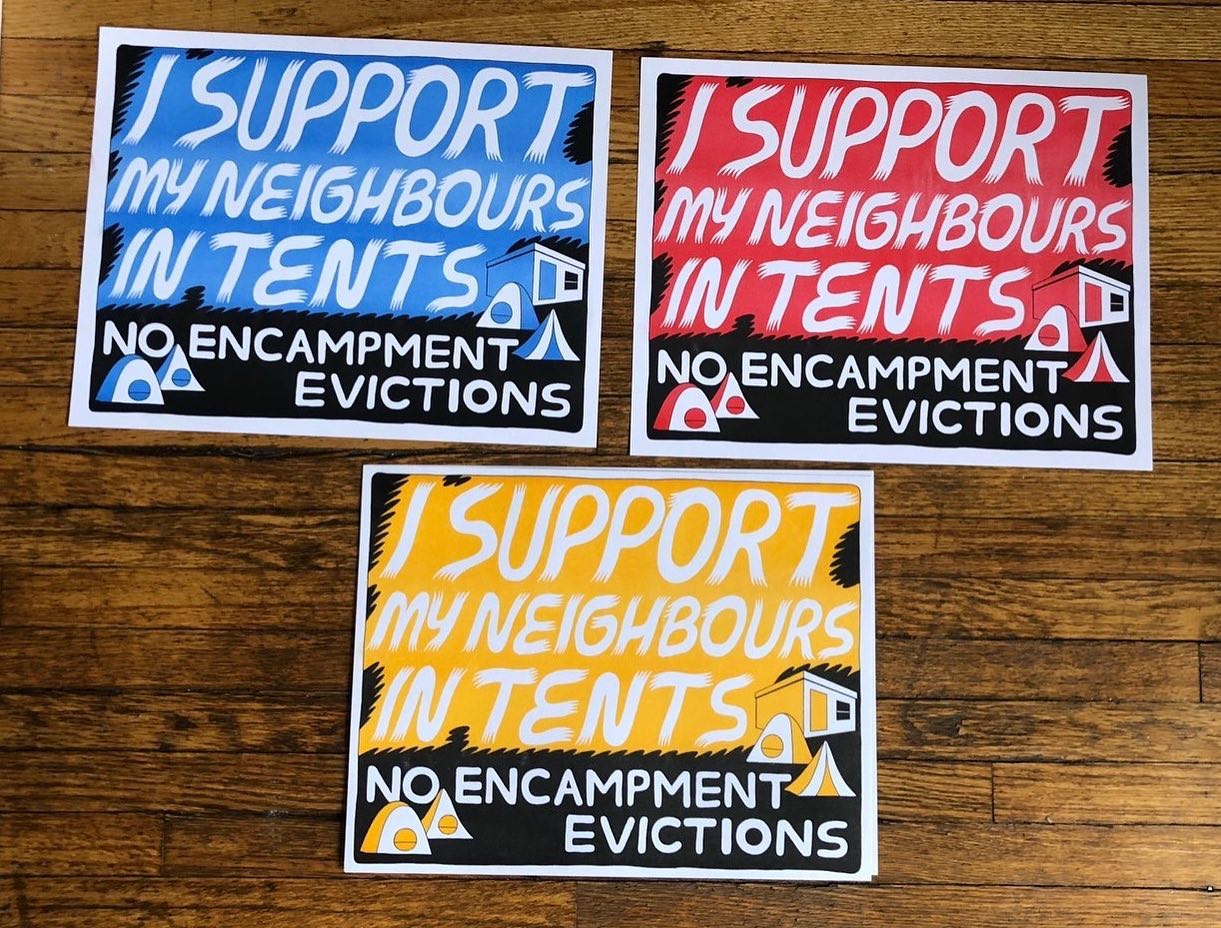 I SUPPORT
MY NEIGHBOURS
IN TENTS
NO ENCAMPMENT
EVICTIONS
I SUPPORT
MY NEIGHBOURS
IN TENTS
NO ENCAMPMENT
EVICTIONS
I SUPPORT
MY NEIGHBOURS
IN TENTS
NO ENCAMPMENT
EVICTIONS